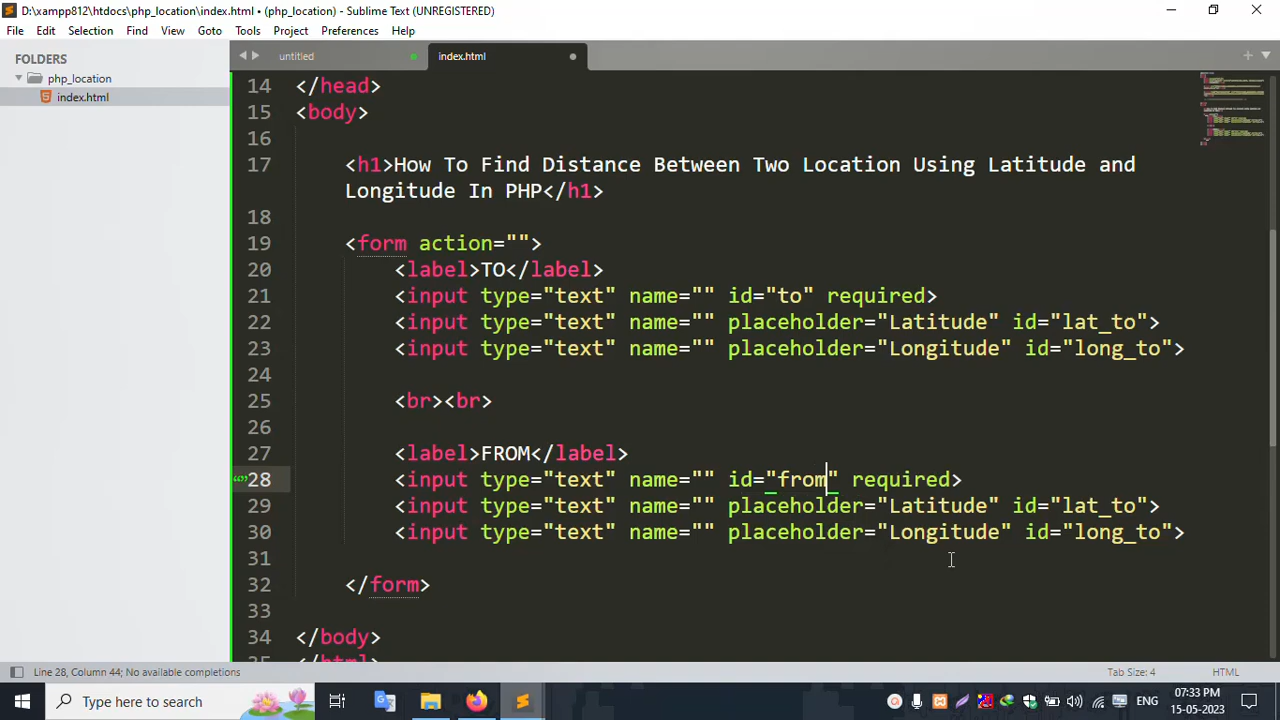 D:\xampp812\htdocs\php_location\index.html • (php_location) - Sublime Text (UNREGISTERED)
File Edit Selection Find View Goto Tools Project Preferences Help
FOLDERS
php_location
index.html
untitled
index.html
14 </head>
15 <body>
16
17 <h1>How To Find Distance Between Two Location Using Latitude and
Longitude In PHP</h1>
18
19 <form action="">
20 <label>TO</label>
21 <input type="text" name="" id="to" required>
22 <input type="text" name="" placeholder="Latitude" id="lat_to">
23 <input type="text" name="" placeholder="Longitude" id="long_to">
24
25 <br><br>
26
27 <label>FROM</label>
28 <input type="text" name="" id="from" required>
29 <input type="text" name="" placeholder="Latitude" id="lat_to">
30 <input type="text" name="" placeholder="Longitude" id="long_to">
31
32 </form>
33
34 </body>
35 </html>
Line 28, Column 44; No available completions
Tab Size: 4
HTML
Type here to search
ENG
07:33 PM
15-05-2023